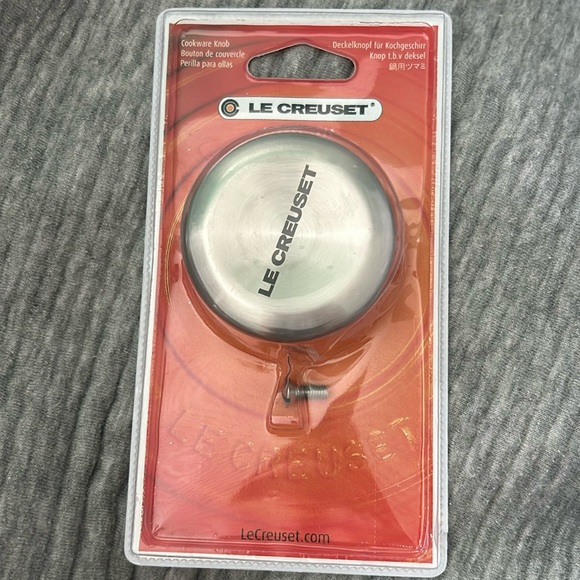 Cookware Knob
Bouton de couvercle
Perilla para ollas
Deckelknopf für Kochgeschirr
Knop t.b.v deksel
鍋用ツマミ
LE CREUSET®
LE CREUSET
LE CREUSET
LeCreuset.com